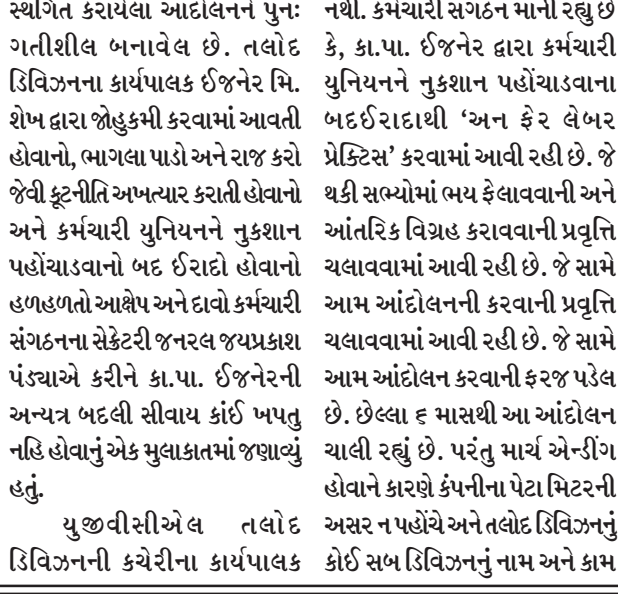 સ્થગિત કરાયેલા આંદોલનને પુનઃ
ગતીશીલ બનાવેલ છે. તલોદ
ડિવિઝનના કાર્યપાલક ઈજનેર મિ.
શેખ દ્વારા જોહુકમી કરવામાં આવતી
હોવાનો, ભાગલા પાડો અને રાજ કરો
જેવી કૂટનીતિ અખત્યાર કરાતી હોવાનો
અને કર્મચારી યુનિયનને નુકશાન
પહોંચાડવાનો બદ ઈરાદો હોવાનો
હળહળતો આક્ષેપ અને દાવો કર્મચારી
સંગઠનના સેક્રેટરી જનરલ જયપ્રકાશ
પંડ્યાએ કરીને કા.પા. ઈજનેરની
અન્યત્ર બદલી સીવાય કાંઈ ખપતુ
નહિ હોવાનું એક મુલાકાતમાં જણાવ્યું
હતું.
યુજીવીસીએલ તલોદ
ડિવિઝનની કચેરીના કાર્યપાલક
નથી. કર્મચારી સંગઠન માની રહ્યુ છે
કે, કા.પા. ઈજનેર દ્વારા કર્મચારી
યુનિયનને નુકશાન પહોંચાડવાના
બદઈરાદાથી ‘અન ફેર લેબર
પ્રેક્ટિસ’ કરવામાં આવી રહી છે. જે
થકી સભ્યોમાં ભય ફેલાવવાની અને
આંતરિક વિગ્રહ કરાવવાની પ્રવૃત્તિ
ચલાવવામાં આવી રહી છે. જે સામે
આમ આંદોલનની કરવાની પ્રવૃત્તિ
ચલાવવામાં આવી રહી છે. જે સામે
આમ આંદોલન કરવાની ફરજ પડેલ
છે. છેલ્લા ૬ માસથી આ આંદોલન
ચાલી રહ્યું છે. પરંતુ માર્ચ એન્ડીંગ
હોવાને કારણે કંપનીના પેટા મિટરની
અસર ન પહોંચે અને તલોદ ડિવિઝનનું
કોઈ સબ ડિવિઝનનું નામ અને કામ